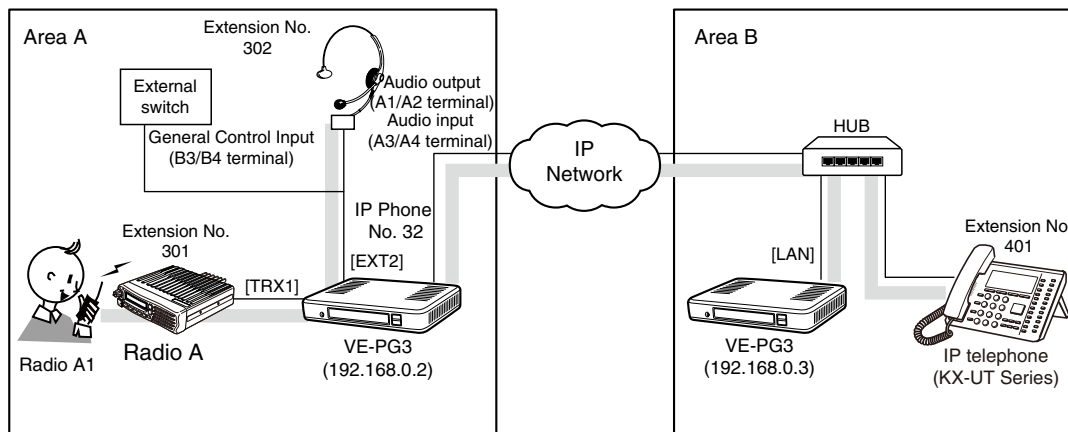 Area A
Extension No.
302
External
switch
Audio output
(A1/A2 terminal)
Audio input
(A3/A4 terminal)
General Control Input
(B3/B4 terminal)
IP Phone
No. 32
Extension No.
301
[EXT2]
[TRX1]
Radio A1
Radio A
VE-PG3
(192.168.0.2)
IP
Network
Area B
HUB
Extension No.
401
[LAN]
VE-PG3
(192.168.0.3)
IP telephone
(KX-UT Series)